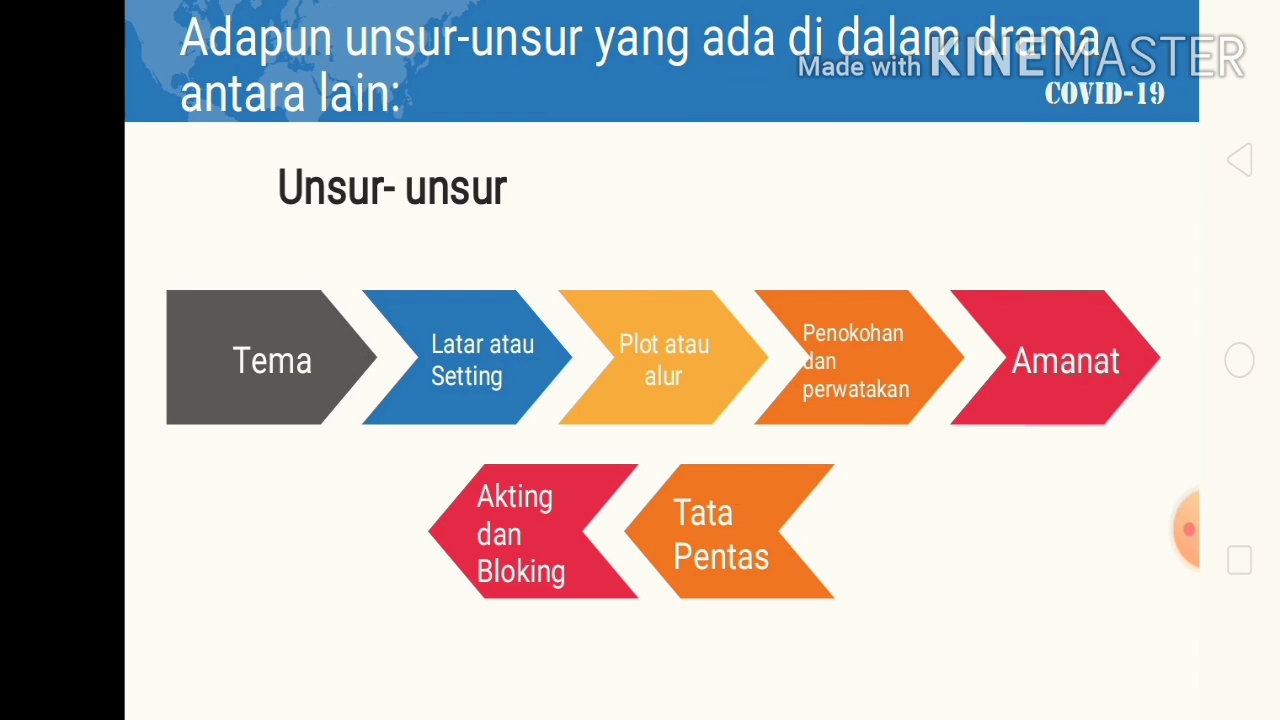 Adapun unsur-unsur yang ada di dalam drama
antara lain:
Made with KINEMASTER
COVID-19
Unsur- unsur
Tema
Latar atau
Setting
Plot atau
alur
Penokohan
dan
perwatakan
Amanat
Akting
dan
Bloking
Tata
Pentas